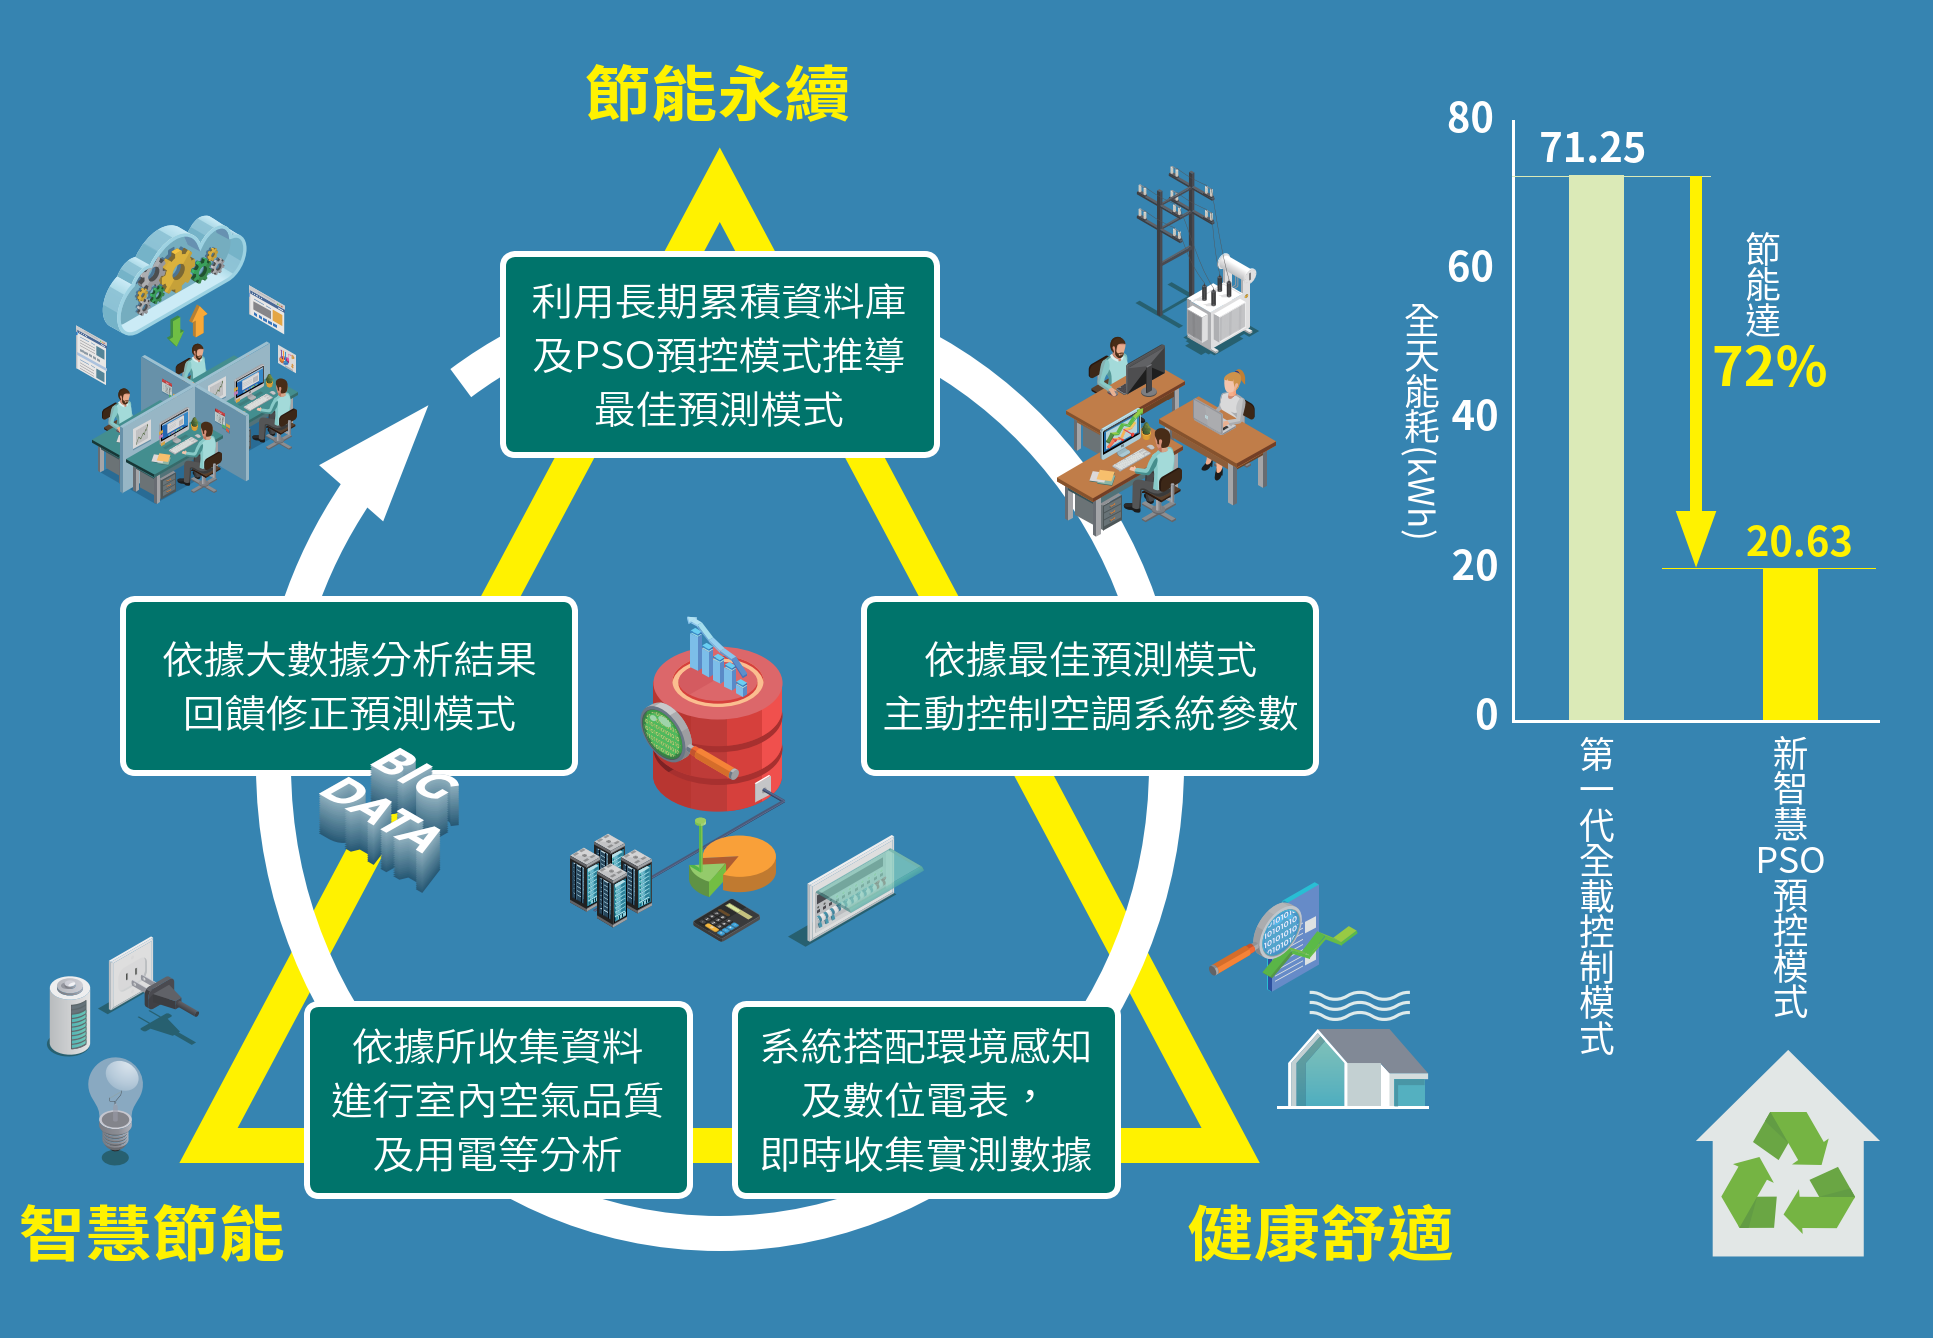 節能永續
利用長期累積資料庫
及PSO預控模式推導
最佳預測模式
依據最佳預測模式
主動控制空調系統參數
系統搭配環境感知
及數位電表，
即時收集實測數據
依據所收集資料
進行室內空氣品質
及用電等分析
依據大數據分析結果
回饋修正預測模式
BIG
DATA
智慧節能
健康舒適
80
60
40
20
0
全天能耗(kWh)
71.25
節能達
72%
20.63
第一代全載控制模式
新智慧PSO預控模式